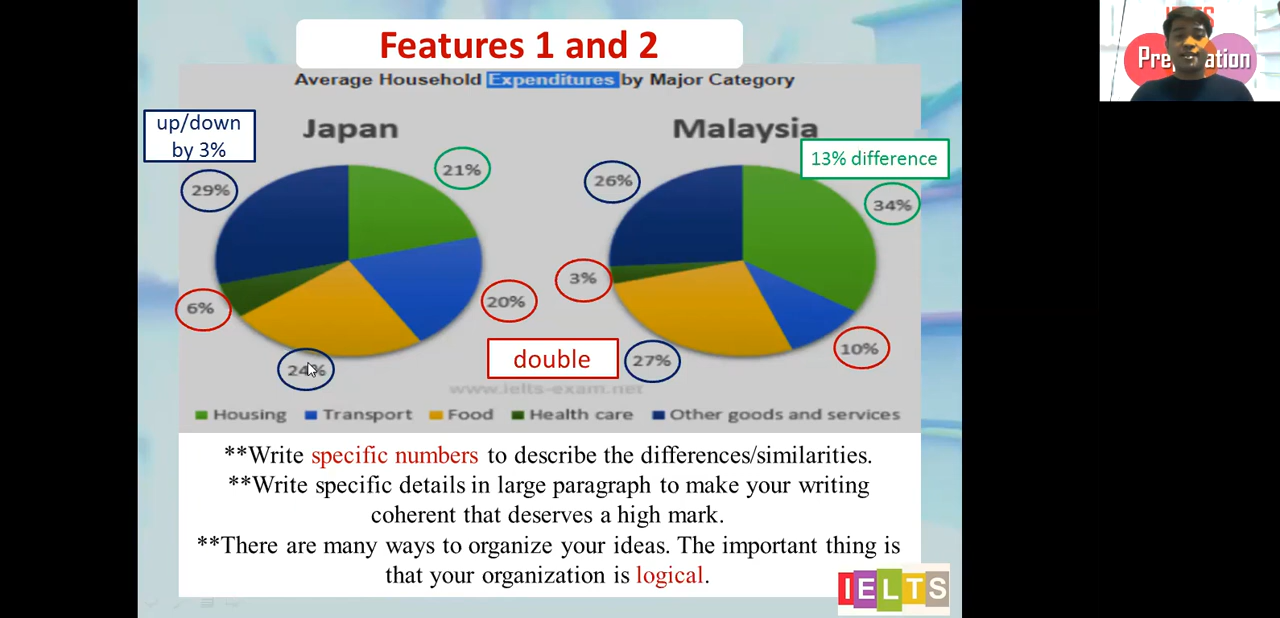 Features 1 and 2
Average Household Expenditures by Major Category
up/down
by 3%
Japan
Malaysia
13% difference
29%
21%
26%
34%
6%
20%
3%
10%
24%
double
27%
www.ielts-exam.net
Housing Transport Food Health care Other goods and services
**Write specific numbers to describe the differences/similarities.
**Write specific details in large paragraph to make your writing
coherent that deserves a high mark.
**There are many ways to organize your ideas. The important thing is
that your organization is logical.
IELTS
IELTS